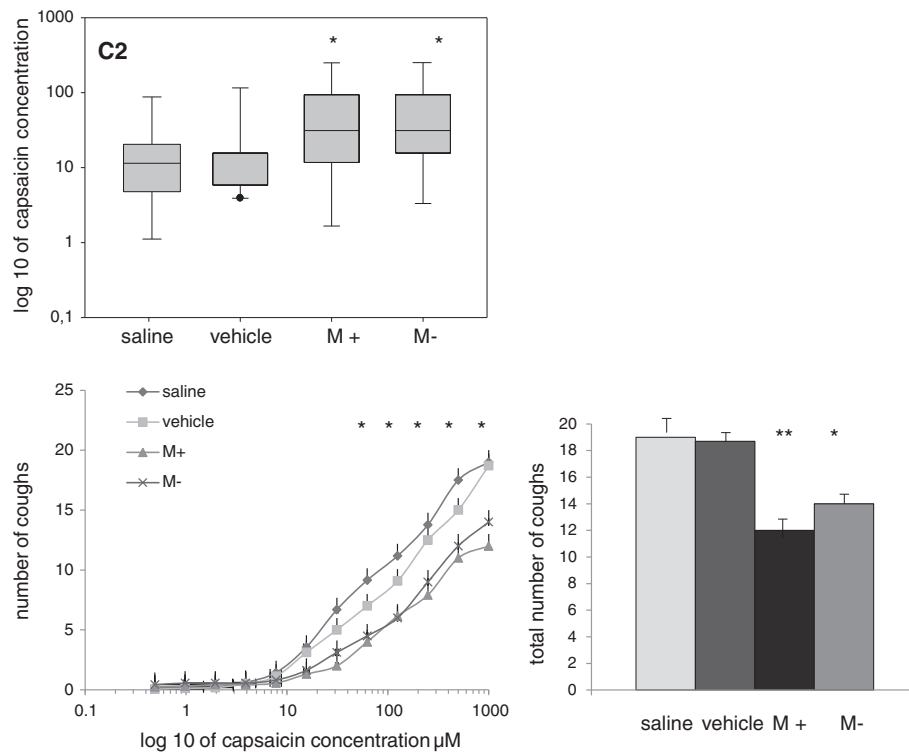 log 10 of capsaicin concentration
1000
100
10
1
0,1
C2
* *
saline vehicle M + M-
number of coughs
25
20
15
10
5
0
saline
vehicle
M+
M-
* * * * *
0.1 1 10 100 1000
log 10 of capsaicin concentration µM
total number of coughs
20
18
16
14
12
10
8
6
4
2
0
** *
saline vehicle M + M-